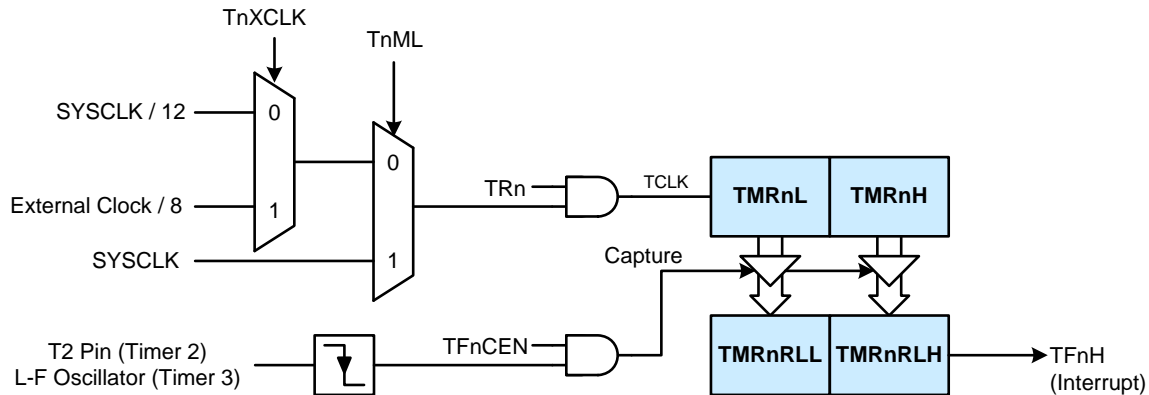 TnXCLK
TnML
SYSCLK / 12
0
0
External Clock / 8
1
SYSCLK
1
TRn
TCLK
TMRnL
TMRnH
Capture
T2 Pin (Timer 2)
L-F Oscillator (Timer 3)
TFnCEN
TMRnRLL
TMRnRLH
TFnH
(Interrupt)